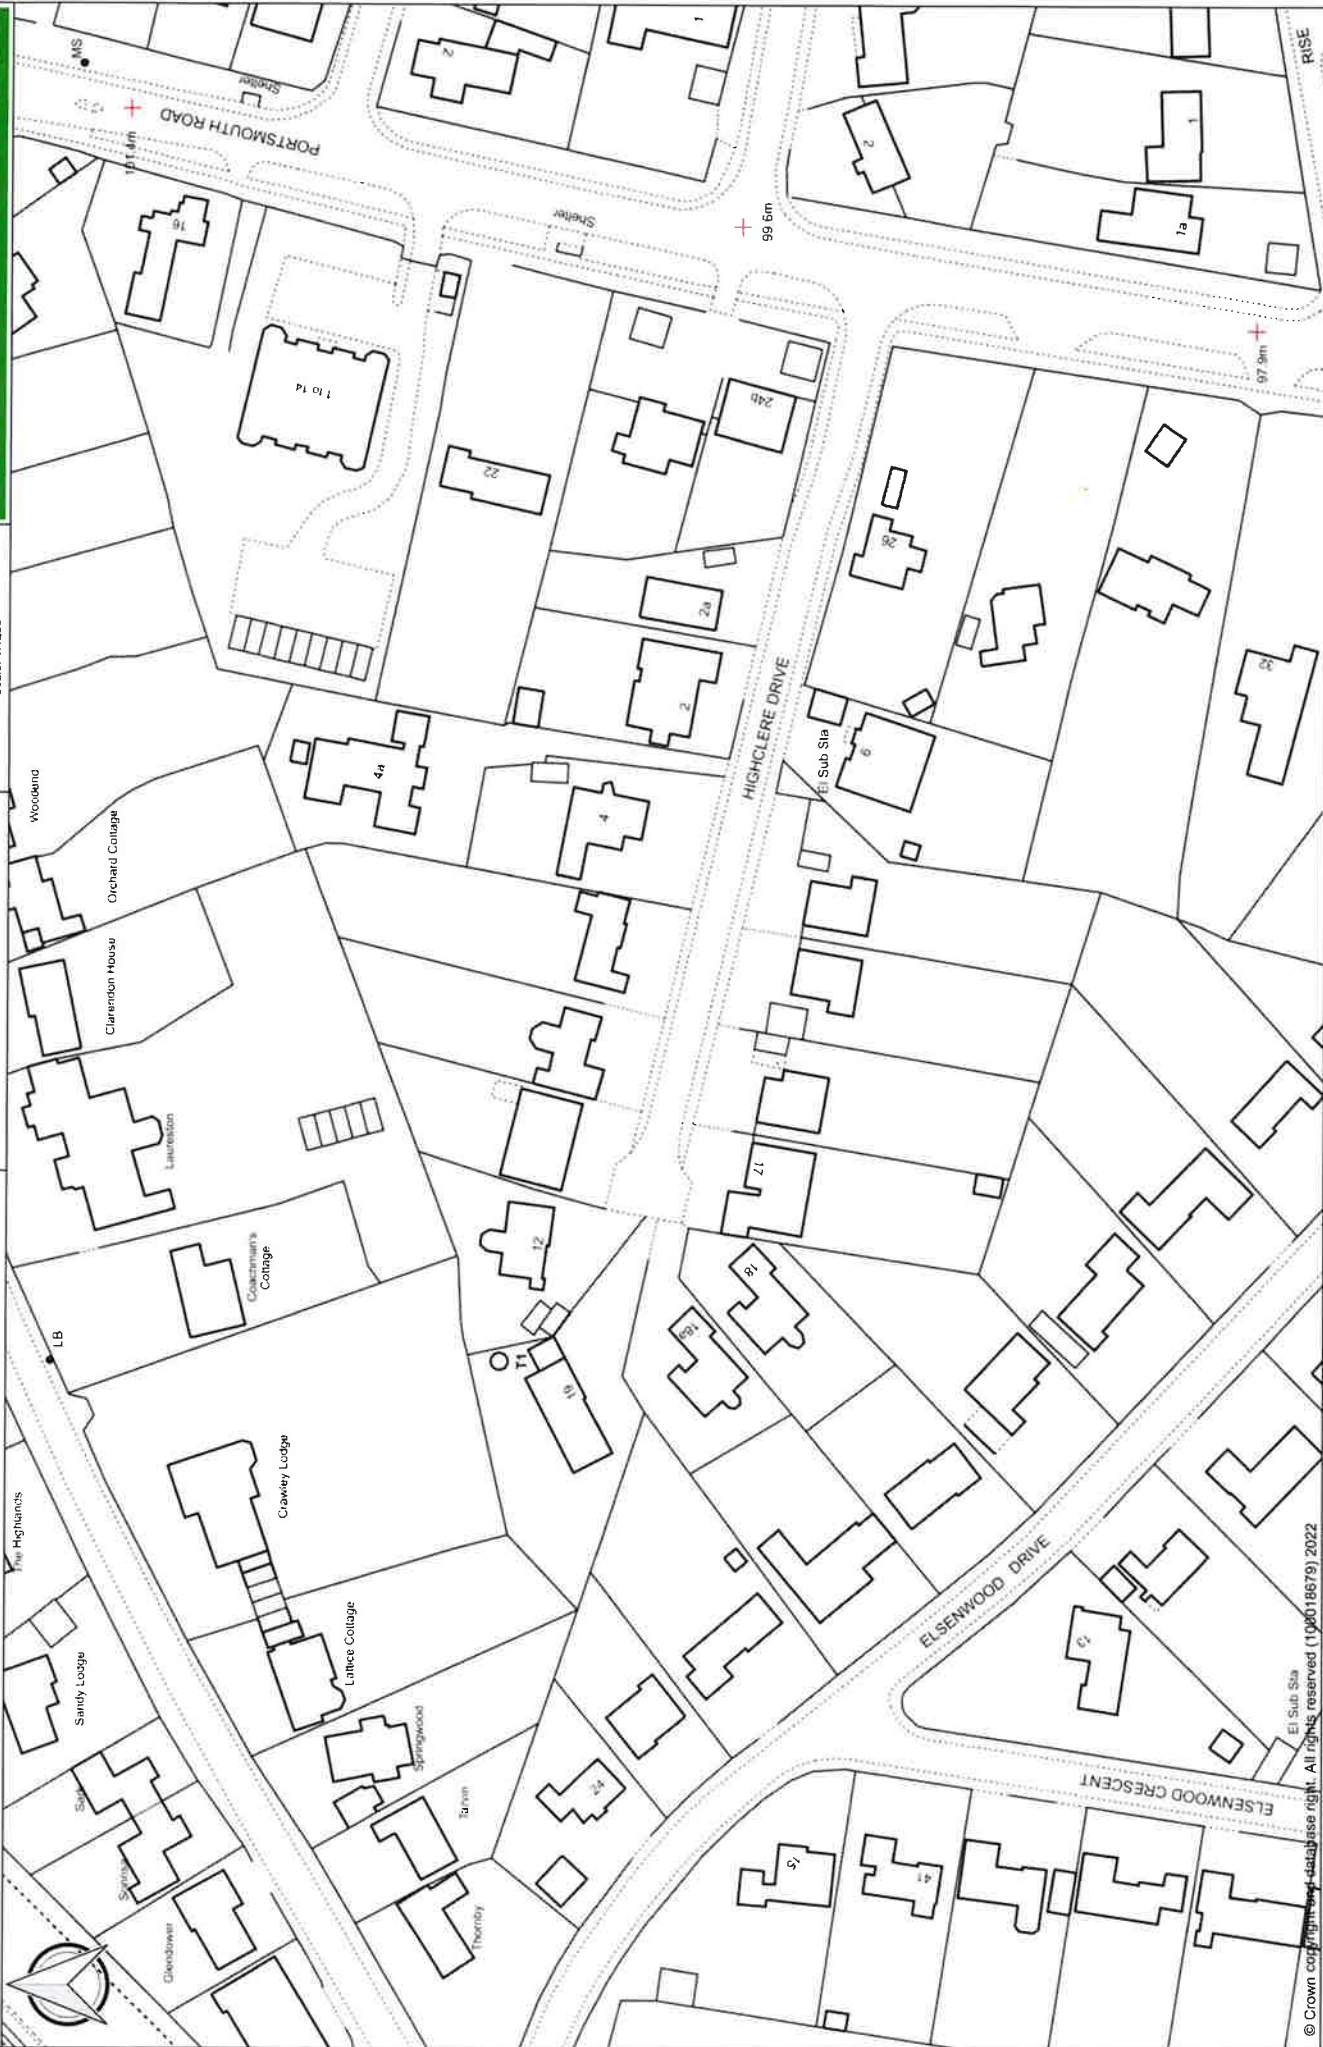 MS
101.4m
PORTSMOUTH ROAD
Shelter
2
1
16
Shelter
99.6m
2
1
1a
RISE
97.9m
1 to 14
22
24b
26
32
2a
2
HIGHCLERE DRIVE
El Sub Sta
6
4a
4
Woodend
Orchard Cottage
Clarendon House
Laureston
Coachman's
Cottage
LB
12
17
18
18a
T1
19
Crawley Lodge
Lattice Cottage
The Highlands
Sandy Lodge
Springwood
Tarvin
Thornby
Glendower
24
ELSENWOOD DRIVE
13
El Sub Sta
ELSENWOOD CRESCENT
15
© Crown copyright and database right. All rights reserved (100018679) 2022